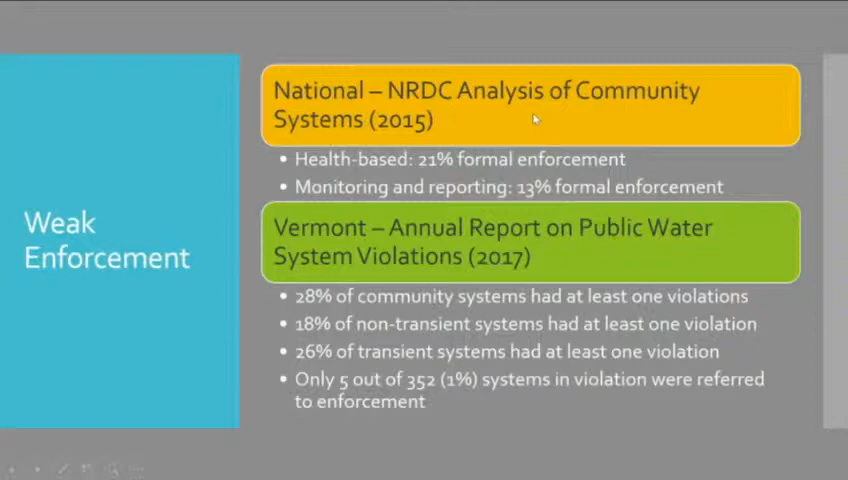 Weak
Enforcement
National – NRDC Analysis of Community
Systems (2015)
• Health-based: 21% formal enforcement
• Monitoring and reporting: 13% formal enforcement
Vermont – Annual Report on Public Water
System Violations (2017)
• 28% of community systems had at least one violations
• 18% of non-transient systems had at least one violation
• 26% of transient systems had at least one violation
• Only 5 out of 352 (1%) systems in violation were referred
to enforcement